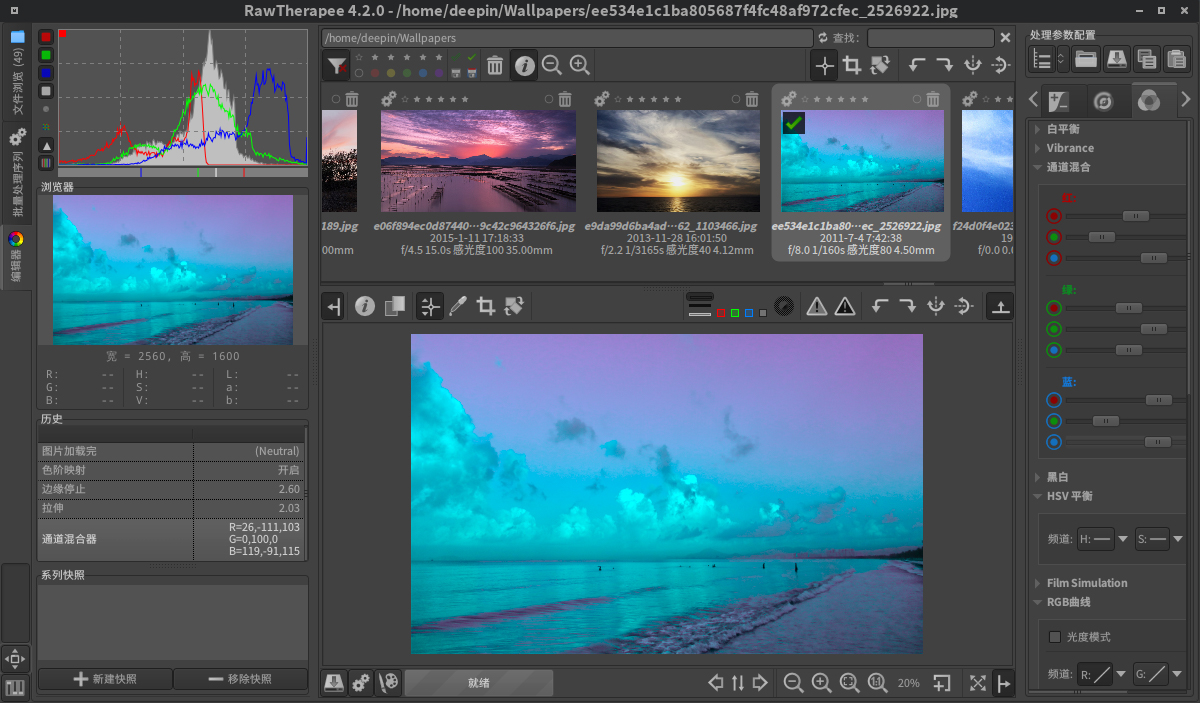 RawTherapee 4.2.0 - /home/deepin/Wallpapers/ee534e1c1ba805687f4fc48af972cfec_2526922.jpg
文件浏览 (49)
批量处理序列
编辑器
浏览器
宽 = 2560, 高 = 1600
R: -- H: -- L: --
G: -- S: -- a: --
B: -- V: -- b: --
历史
图片加载完 (Neutral)
色阶映射 开启
边缘停止 2.60
拉伸 2.03
通道混合器 R=26,-111,103
G=0,100,0
B=119,-91,115
系列快照
新建快照 移除快照
/home/deepin/Wallpapers
查找:
189.jpg
00mm
e06f894ec0d87440···9c42c964326f6.jpg
2015-1-11 17:18:33
f/4.5 15.0s 感光度100 35.00mm
e9da99d6ba4ad···62_1103466.jpg
2013-11-28 16:01:50
f/2.2 1/3165s 感光度40 4.12mm
ee534e1c1ba80···ec_2526922.jpg
2011-7-4 7:42:38
f/8.0 1/160s 感光度80 4.50mm
f24d0f4e023
19
f/0.0 0.
就绪
20%
处理参数配置
白平衡
Vibrance
通道混合
红:
绿:
蓝:
黑白
HSV 平衡
频道: H: S:
Film Simulation
RGB曲线
光度模式
频道: R: G: